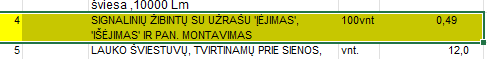 šviesa ,10000 Lm
4 SIGNALINIŲ ŽIBINTŲ SU UŽRAŠU 'ĮĖJIMAS', 100vnt 0,49
'IŠĖJIMAS' IR PAN. MONTAVIMAS
5 LAUKO ŠVIESTUVŲ, TVIRTINAMŲ PRIE SIENOS, vnt. 12,0